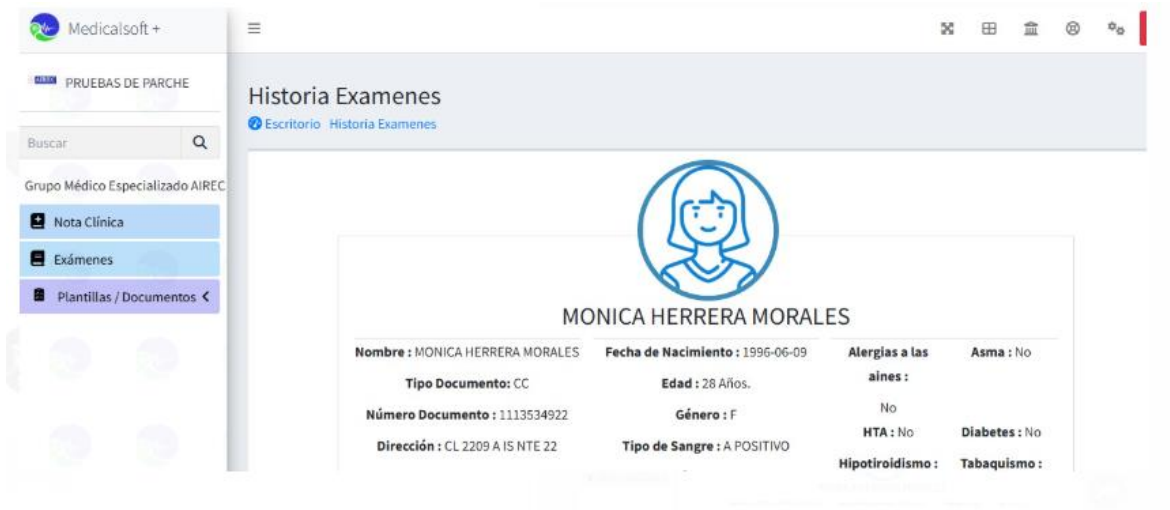 Medicalsoft +
PRUEBAS DE PARCHE
Buscar
Grupo Médico Especializado AIREC
Nota Clínica
Exámenes
Plantillas / Documentos
Historia Examenes
Escritorio Historia Examenes
MONICA HERRERA MORALES
Nombre : MONICA HERRERA MORALES
Tipo Documento: CC
Número Documento : 1113534922
Dirección : CL 2209 A IS NTE 22
Fecha de Nacimiento : 1996-06-09
Edad : 28 Años.
Género : F
Tipo de Sangre : A POSITIVO
Alergias a las
aines :
No
HTA : No
Hipotiroidismo :
Asma : No
Diabetes : No
Tabaquismo :